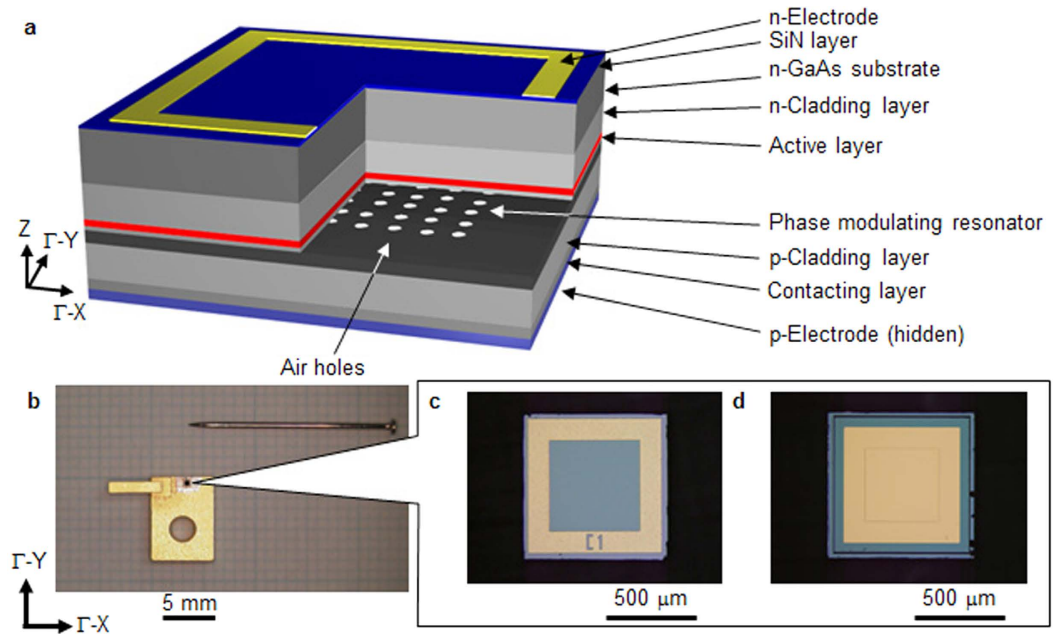 a
n-Electrode
SiN layer
n-GaAs substrate
n-Cladding layer
Active layer
Phase modulating resonator
p-Cladding layer
Contacting layer
p-Electrode (hidden)
Z
Γ-Y
Γ-X
Air holes
b
c
d
C1
Γ-Y
Γ-X
5 mm
500 μm
500 μm